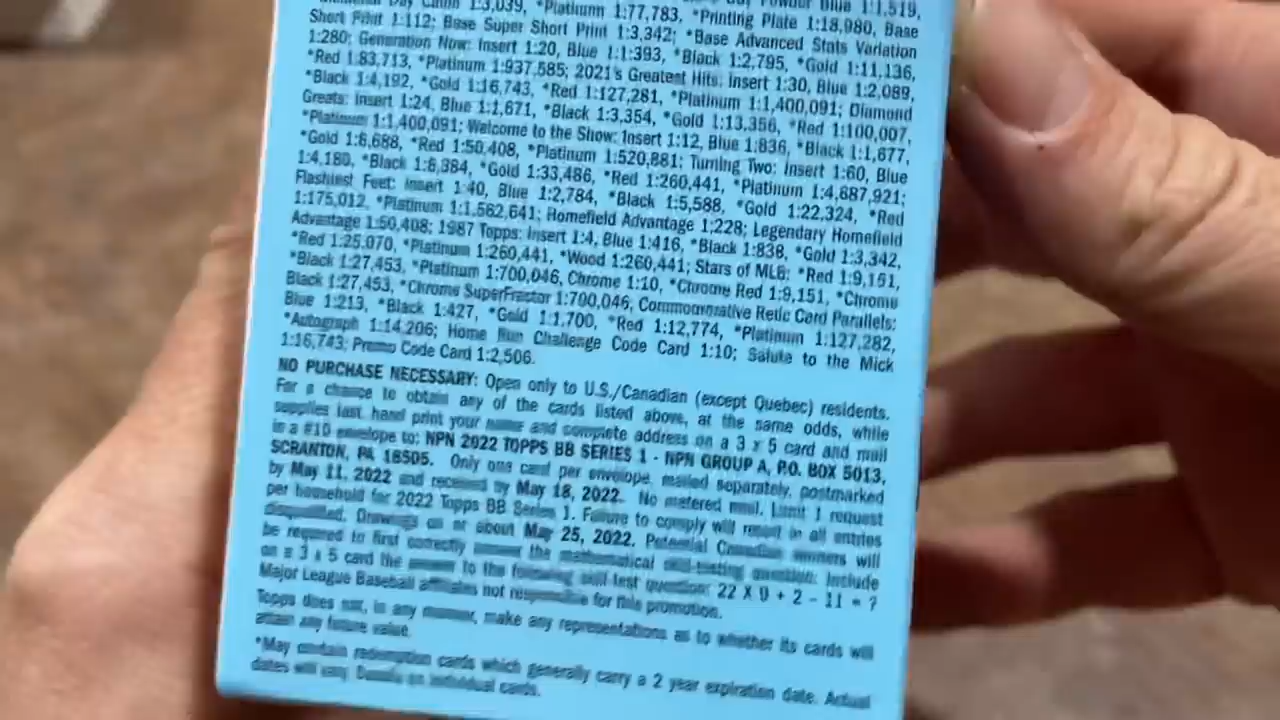 Powder Blue 1:1,519,
Day Camo 1:3,039, *Platinum 1:77,783, *Printing Plate 1:18,980, Base
Short Print 1:112; Base Super Short Print 1:3,342; *Base Advanced Stats Variation
1:280; Generation Now: Insert 1:20, Blue 1:1:393, *Black 1:2,795, *Gold 1:11,136,
*Red 1:83,713, *Platinum 1:937,585; 2021's Greatest Hits: Insert 1:30, Blue 1:2,089,
*Black 1:4,192, *Gold 1:16,743, *Red 1:127,281, *Platinum 1:1,400,091; Diamond
Greats: Insert 1:24, Blue 1:1,671, *Black 1:3,354, *Gold 1:13,356, *Red 1:100,007,
*Platinum 1:1,400,091; Welcome to the Show: Insert 1:12, Blue 1:836, *Black 1:1,677,
*Gold 1:6,688, *Red 1:50,408, *Platinum 1:520,881; Turning Two: Insert 1:60, Blue
1:4,180, *Black 1:8,384, *Gold 1:33,486, *Red 1:260,441, *Platinum 1:4,687,921;
Flashiest Feet: Insert 1:40, Blue 1:2,784, *Black 1:5,588, *Gold 1:22,324, *Red
1:175,012, *Platinum 1:1,562,641; Homefield Advantage 1:228; Legendary Homefield
Advantage 1:50,408; 1987 Topps: Insert 1:4, Blue 1:416, *Black 1:838, *Gold 1:3,342,
*Red 1:25,070, *Platinum 1:260,441, *Wood 1:260,441; Stars of MLB: *Red 1:9,151,
*Black 1:27,453, *Platinum 1:700,046, Chrome 1:10, *Chrome Red 1:9,151, *Chrome
Black 1:27,453, *Chrome SuperFractor 1:700,046; Commemorative Relic Card Parallels:
Blue 1:213, *Black 1:427, *Gold 1:1,700, *Red 1:12,774, *Platinum 1:127,282,
*Autograph 1:14,206; Home Run Challenge Code Card 1:10; Salute to the Mick
1:16,743; Promo Code Card 1:2,506.
NO PURCHASE NECESSARY: Open only to U.S./Canadian (except Quebec) residents.
For a chance to obtain any of the cards listed above, at the same odds, while
supplies last, hand print your name and complete address on a 3 x 5 card and mail
in a #10 envelope to: NPN 2022 TOPPS BB SERIES 1 - NPN GROUP A, P.O. BOX 5013,
SCRANTON, PA 18505. Only one card per envelope, mailed separately, postmarked
by May 11, 2022 and received by May 18, 2022. No metered mail. Limit 1 request
per household for 2022 Topps BB Series 1. Failure to comply will result in all entries
disqualified. Drawings on or about May 25, 2022. Potential Canadian winners will
be required to first correctly answer the mathematical skill-testing question: Include
on a 3 x 5 card the answer to the following skill-test question: 22 X 9 + 2 - 11 = ?
Major League Baseball affiliates not responsible for this promotion.
Topps does not, in any manner, make any representations as to whether its cards will
attain any future value.
*May contain redemption cards which generally carry a 2 year expiration date. Actual
dates will vary. Details on individual cards.